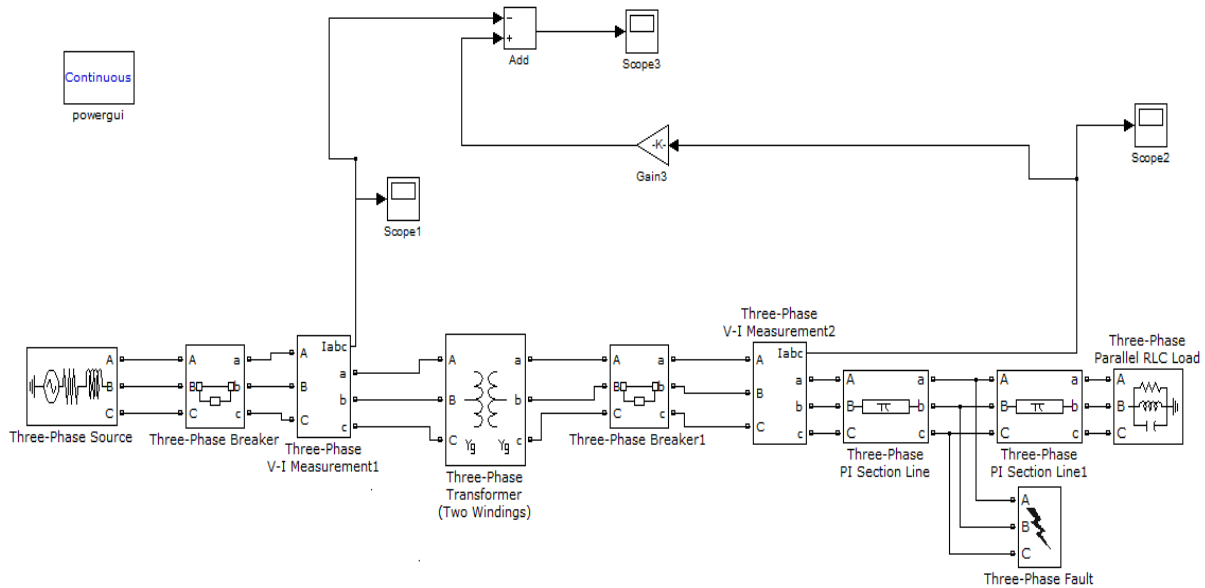 −
+
Add
Scope3
Continuous
powergui
-K-
Gain3
Scope2
Scope1
Three-Phase Source
A
B
C
Three-Phase Breaker
A
B
C
a
b
c
Three-Phase
V-I Measurement1
Iabc
A
B
C
a
b
c
Three-Phase
Transformer
(Two Windings)
A
B
C
a
b
c
Yg
Yg
Three-Phase Breaker1
A
B
C
a
b
c
Three-Phase
V-I Measurement2
Iabc
A
B
C
a
b
c
Three-Phase
PI Section Line
A
B
C
a
b
c
Three-Phase
PI Section Line1
A
B
C
a
b
c
Three-Phase
Parallel RLC Load
A
B
C
A
B
C
Three-Phase Fault